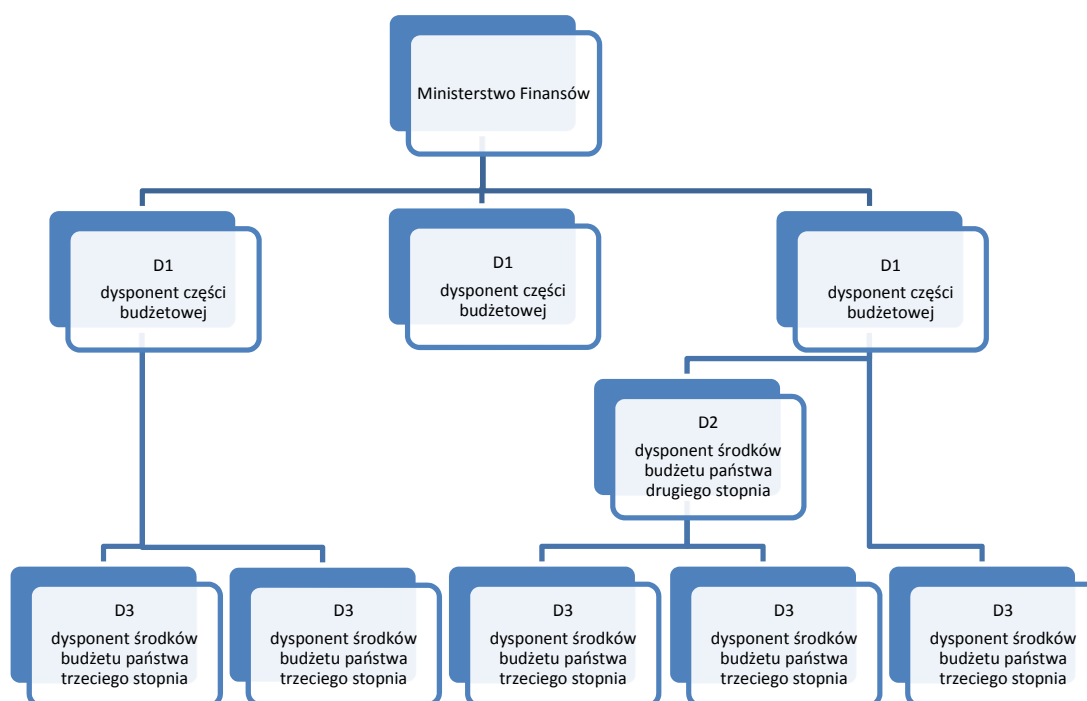 Ministerstwo Finansów
D1
dysponent części
budżetowej
D1
dysponent części
budżetowej
D1
dysponent części
budżetowej
D2
dysponent środków
budżetu państwa
drugiego stopnia
D3
dysponent środków
budżetu państwa
trzeciego stopnia
D3
dysponent środków
budżetu państwa
trzeciego stopnia
D3
dysponent środków
budżetu państwa
trzeciego stopnia
D3
dysponent środków
budżetu państwa
trzeciego stopnia
D3
dysponent środków
budżetu państwa
trzeciego stopnia